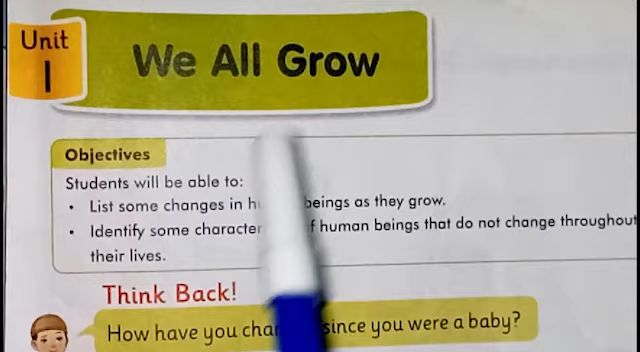 Unit
1
We All Grow
Objectives
Students will be able to:
• List some changes in beings as they grow.
• Identify some human beings that do not change throughout
their lives.
Think Back!
How have you since you were a baby?